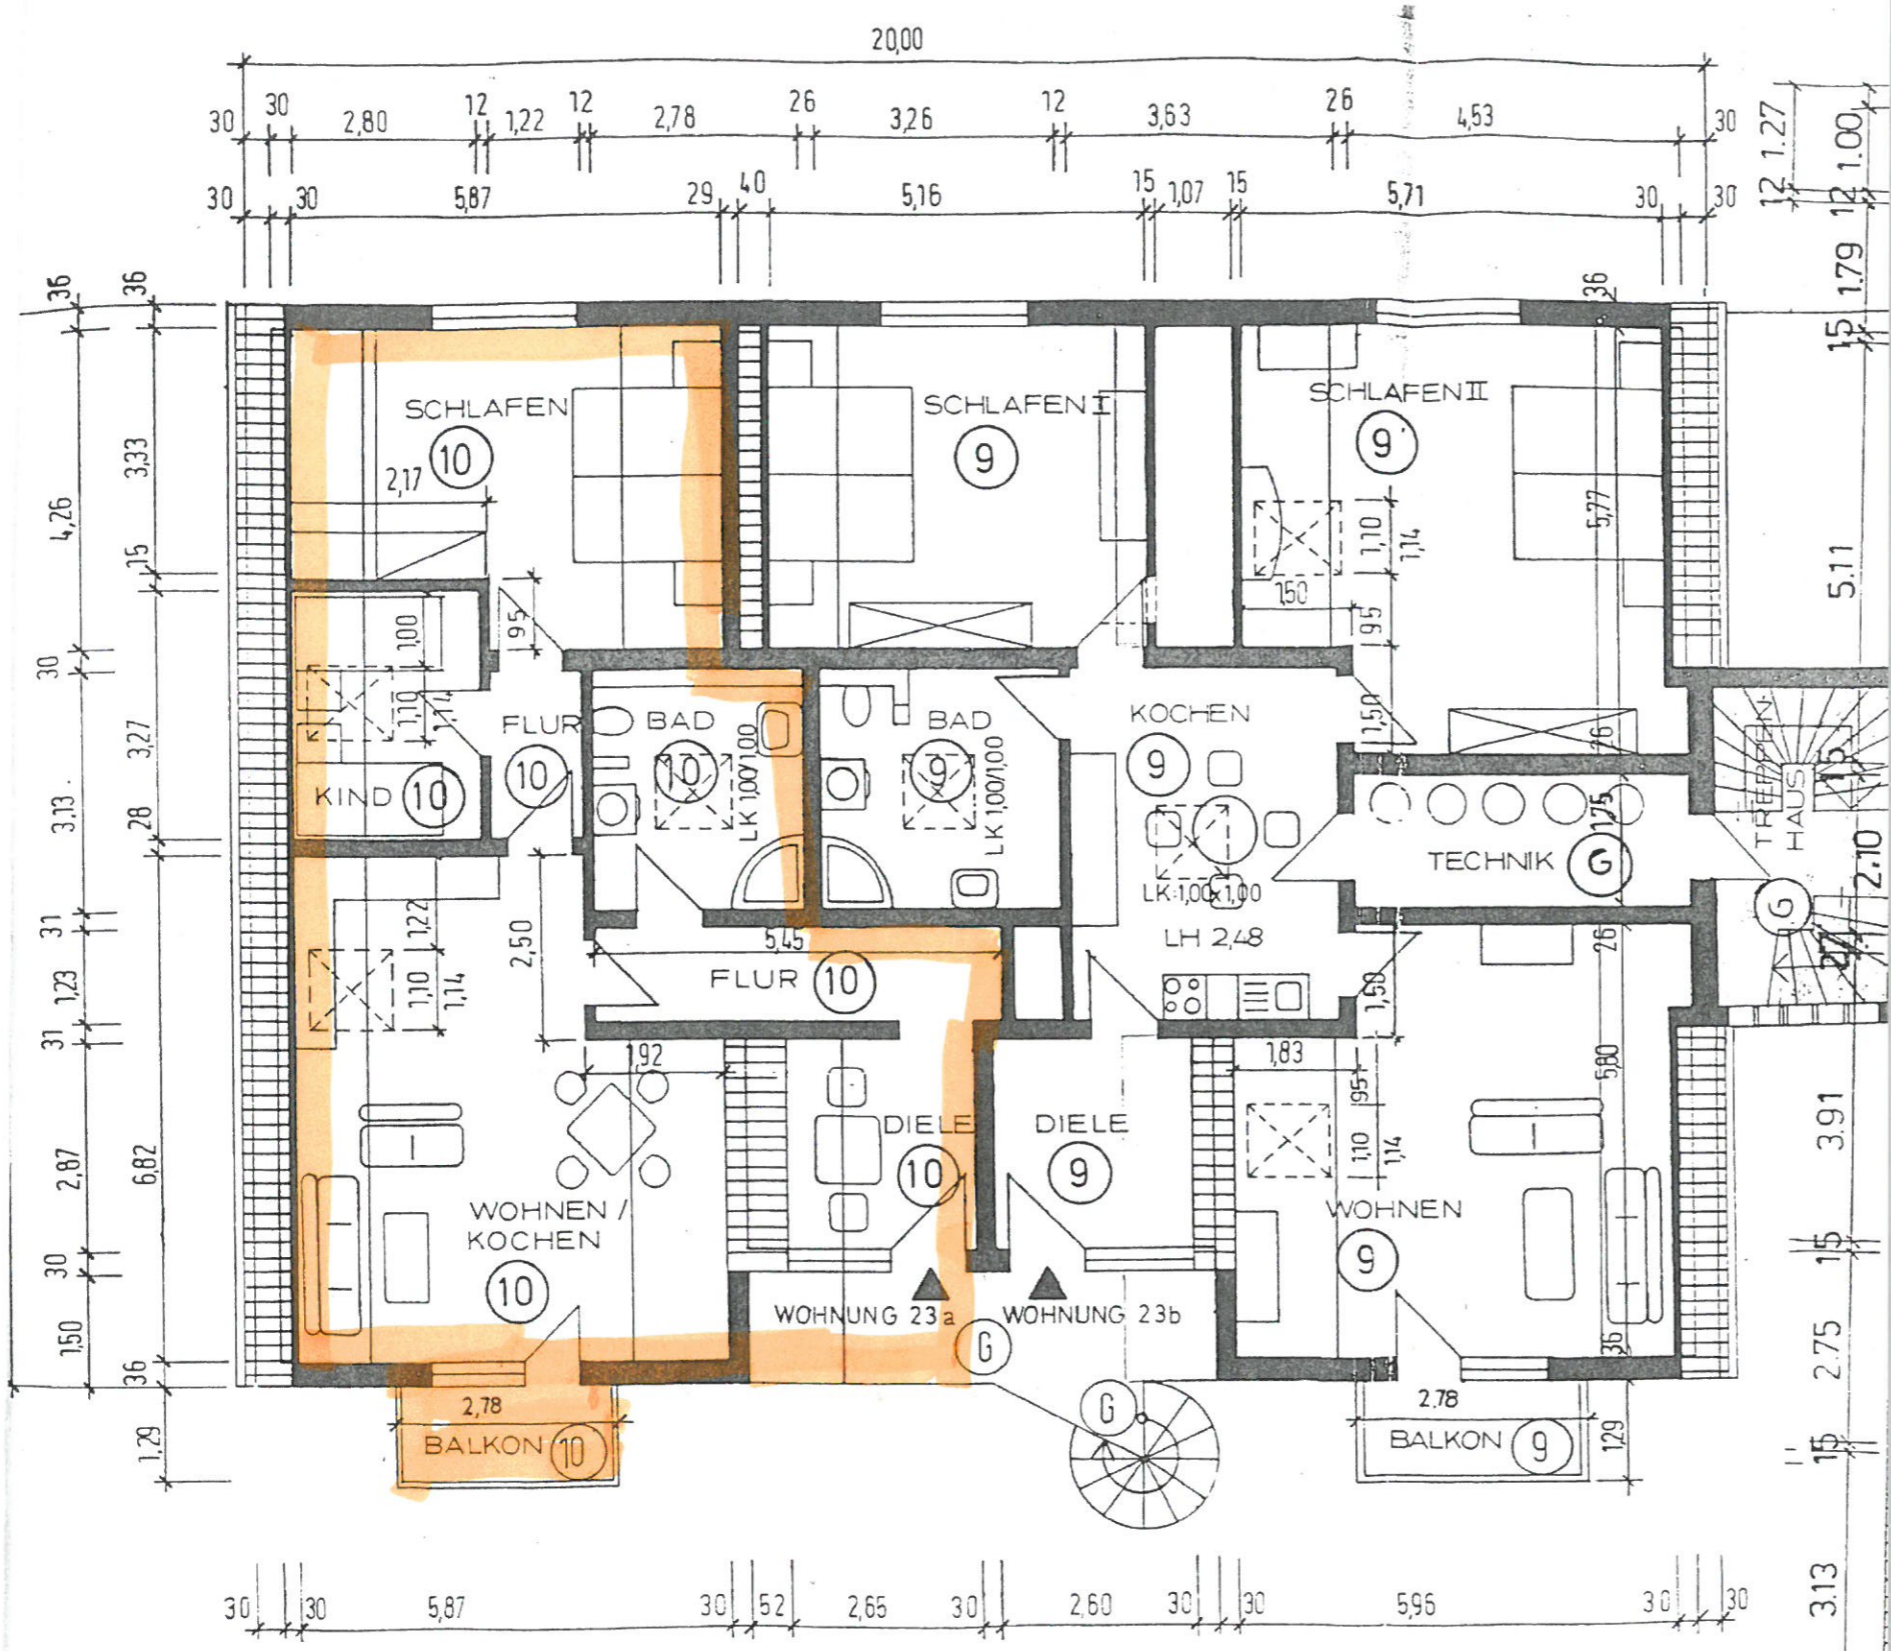 20,00
30 30 2,80 12 1,22 12 2,78 26 3,26 12 3,63 26 4,53 30
30 30 5,87 29 40 5,16 15 1,07 15 5,71 30 30
12 1.27
12 1.00
1.79
15
5.11
2.10
3.91
15
2.75
15
3.13
36
4,26
30
3,13
31
1,23
31
2,87
30
1,50
36
3,33
15
3,27
28
6,82
36
1,29
36
SCHLAFEN
10
2,17
95
SCHLAFEN I
9
SCHLAFEN II
9
1,10
1,14
1,50
95
5,77
1,50
26
1,00
1,10
1,14
KIND 10
FLUR
10
BAD
10
LK 1,00/1,00
BAD
9
LK 1,00/1,00
KOCHEN
9
LK:1,00x1,00
LH 2,48
TECHNIK G
1,75
TREPPEN-
HAUS
15
G
1,22
1,10
1,14
2,50
5,45
FLUR 10
1,50
26
1,92
DIELE
10
DIELE
9
1,83
95
1,10
1,14
5,80
36
WOHNEN /
KOCHEN
10
WOHNEN
9
WOHNUNG 23a
WOHNUNG 23b
G
G
2,78
BALKON 10
2,78
BALKON 9
1,29
30 30 5,87 30 52 2,65 30 2,60 30 30 5,96 30 30